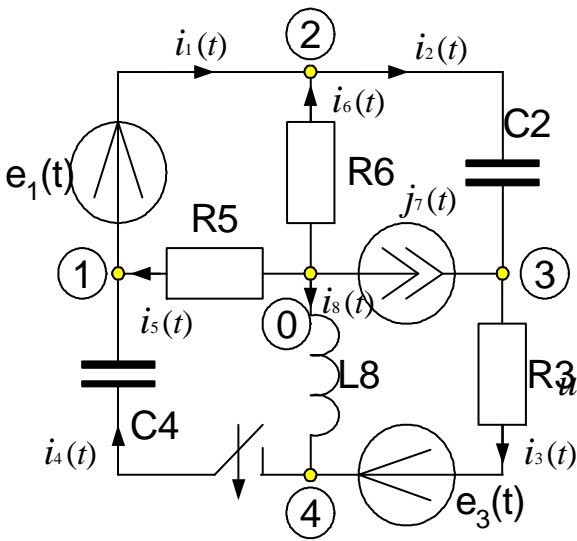 2
i₁(t)
i₂(t)
i₆(t)
C2
e₁(t)
R6
j₇(t)
R5
1
3
i₅(t)
0
i₈(t)
L8
R3
u
C4
i₄(t)
i₃(t)
4
e₃(t)